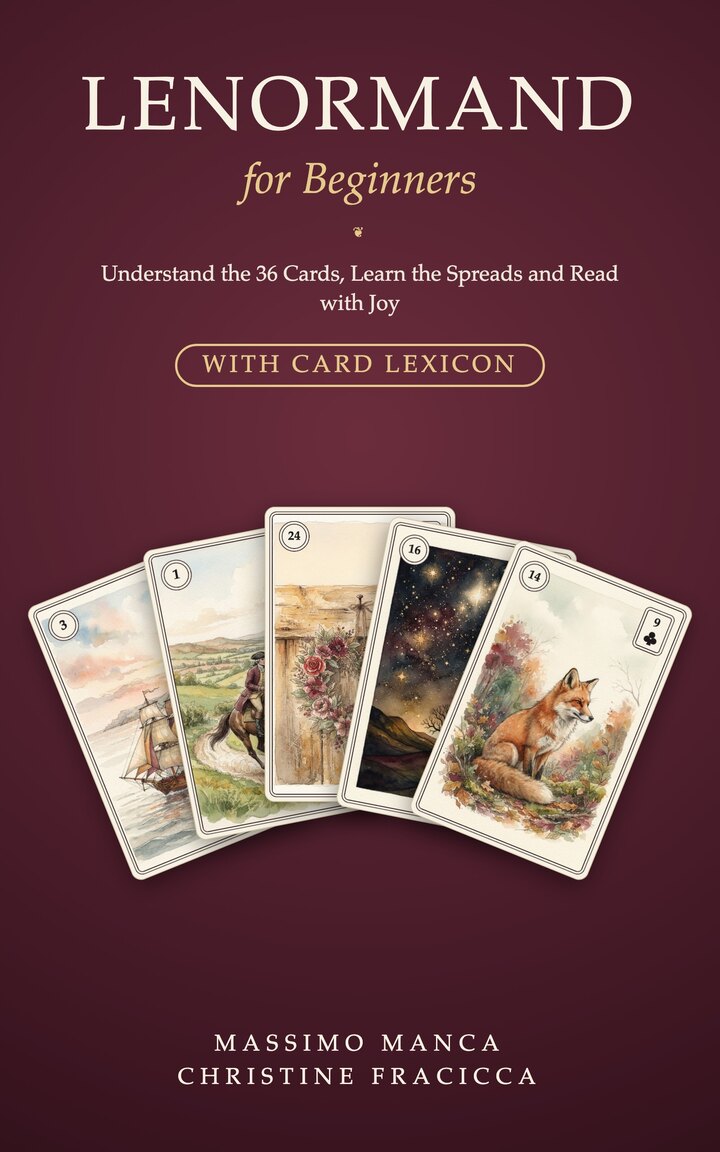 LENORMAND
for Beginners
Understand the 36 Cards, Learn the Spreads and Read
with Joy
WITH CARD LEXICON
3
1
24
16
14
9
MASSIMO MANCA
CHRISTINE FRACICCA